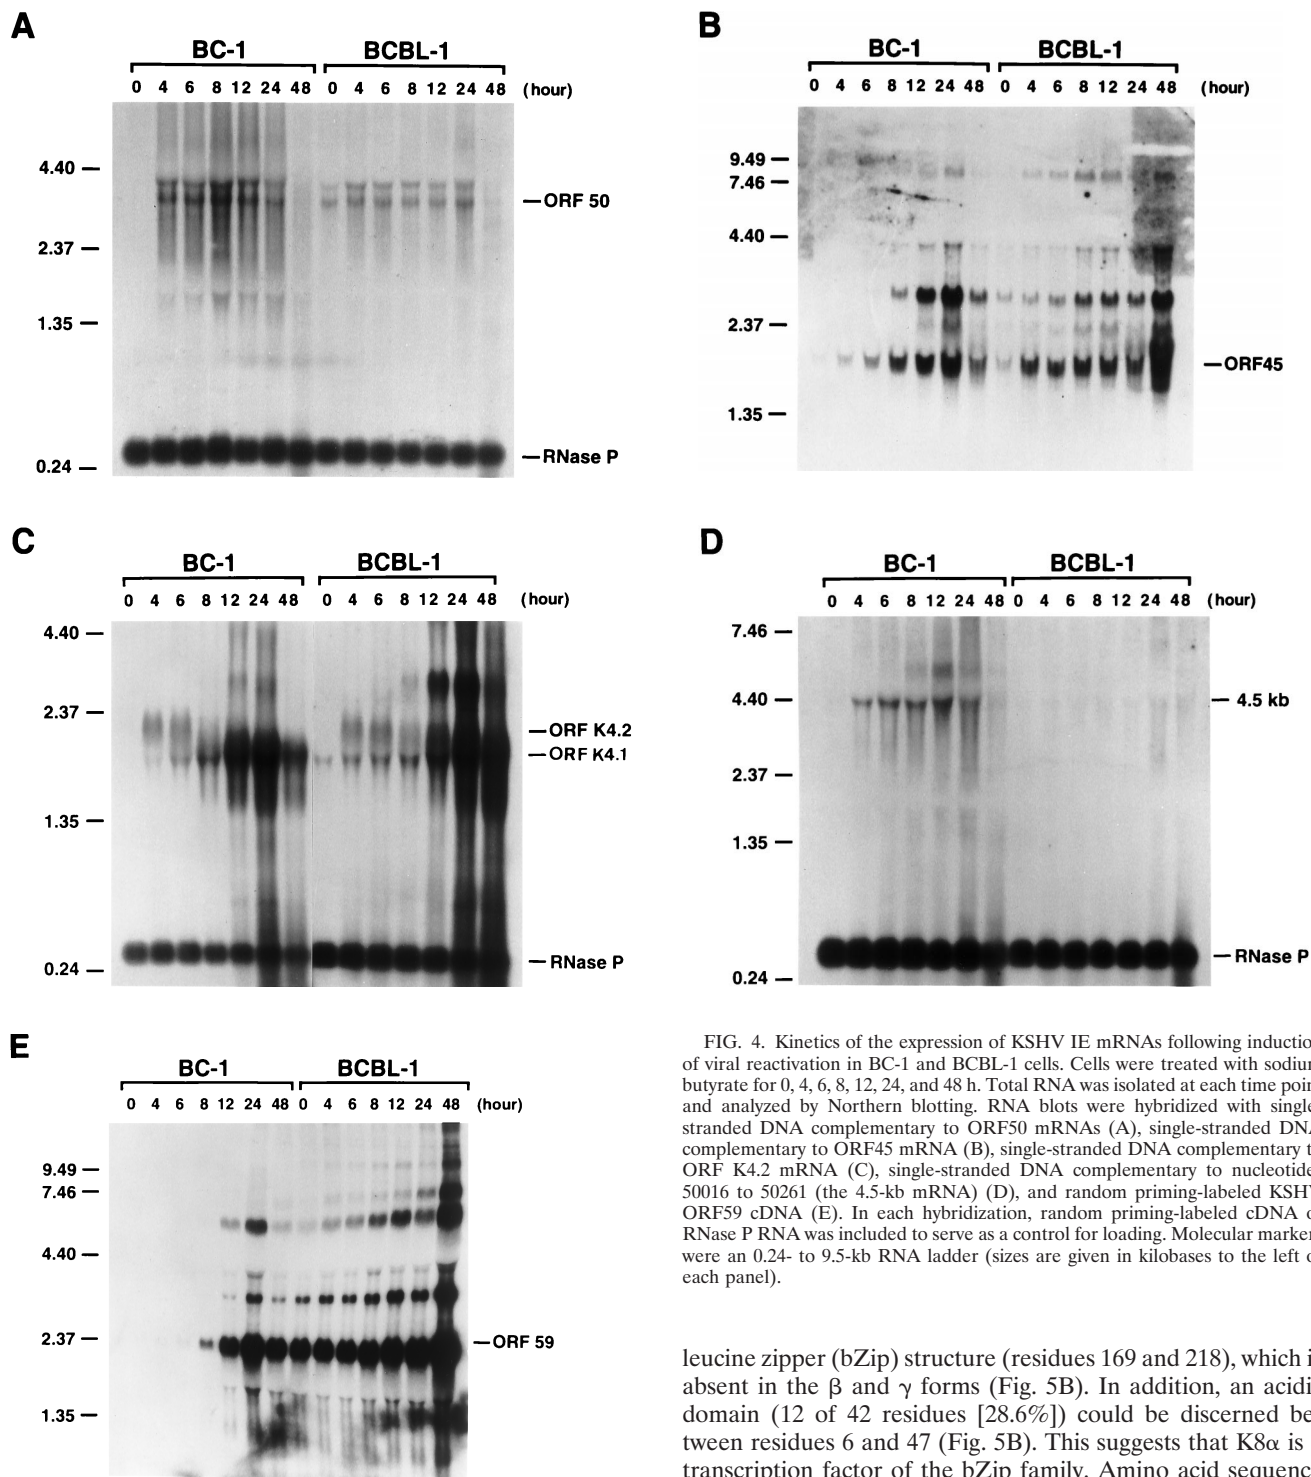 A
BC-1 BCBL-1
0 4 6 8 12 24 48 0 4 6 8 12 24 48 (hour)
4.40
ORF 50
2.37
1.35
RNase P
0.24
B
BC-1 BCBL-1
0 4 6 8 12 24 48 0 4 6 8 12 24 48 (hour)
9.49
7.46
4.40
2.37
ORF45
1.35
C
BC-1 BCBL-1
0 4 6 8 12 24 48 0 4 6 8 12 24 48 (hour)
4.40
2.37
ORF K4.2
ORF K4.1
1.35
RNase P
0.24
D
BC-1 BCBL-1
0 4 6 8 12 24 48 0 4 6 8 12 24 48 (hour)
7.46
4.40
4.5 kb
2.37
1.35
RNase P
0.24
E
BC-1 BCBL-1
0 4 6 8 12 24 48 0 4 6 8 12 24 48 (hour)
9.49
7.46
4.40
2.37
ORF 59
1.35
FIG. 4. Kinetics of the expression of KSHV IE mRNAs following inductio
of viral reactivation in BC-1 and BCBL-1 cells. Cells were treated with sodiu
butyrate for 0, 4, 6, 8, 12, 24, and 48 h. Total RNA was isolated at each time poin
and analyzed by Northern blotting. RNA blots were hybridized with single
stranded DNA complementary to ORF50 mRNAs (A), single-stranded DNA
complementary to ORF45 mRNA (B), single-stranded DNA complementary t
ORF K4.2 mRNA (C), single-stranded DNA complementary to nucleotide
50016 to 50261 (the 4.5-kb mRNA) (D), and random priming-labeled KSHV
ORF59 cDNA (E). In each hybridization, random priming-labeled cDNA o
RNase P RNA was included to serve as a control for loading. Molecular marker
were an 0.24- to 9.5-kb RNA ladder (sizes are given in kilobases to the left o
each panel).
leucine zipper (bZip) structure (residues 169 and 218), which i
absent in the β and γ forms (Fig. 5B). In addition, an acidi
domain (12 of 42 residues [28.6%]) could be discerned be
tween residues 6 and 47 (Fig. 5B). This suggests that K8α is
transcription factor of the bZip family. Amino acid sequenc